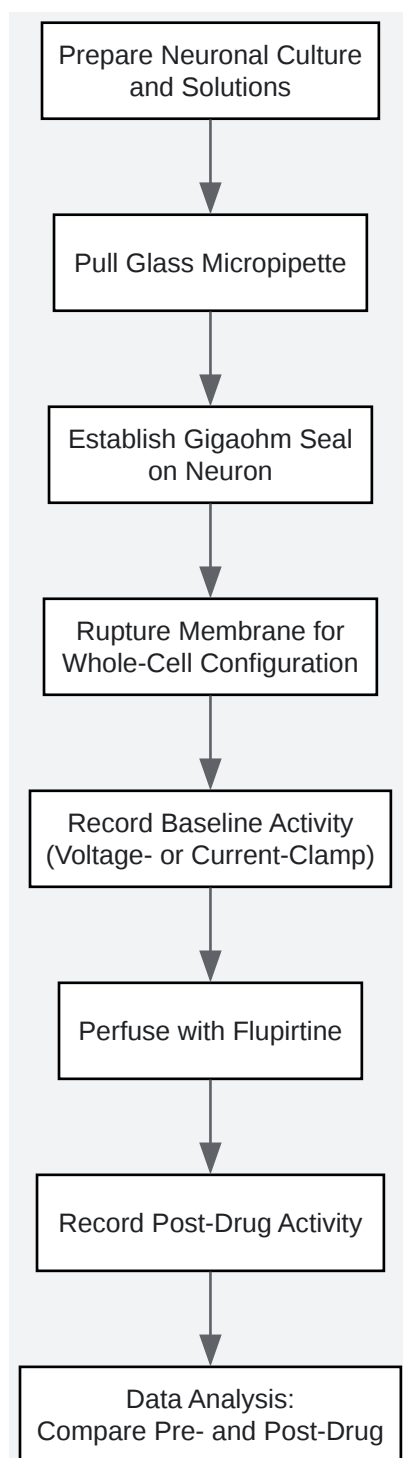 Prepare Neuronal Culture
and Solutions
Pull Glass Micropipette
Establish Gigaohm Seal
on Neuron
Rupture Membrane for
Whole-Cell Configuration
Record Baseline Activity
(Voltage- or Current-Clamp)
Perfuse with Flupirtine
Record Post-Drug Activity
Data Analysis:
Compare Pre- and Post-Drug